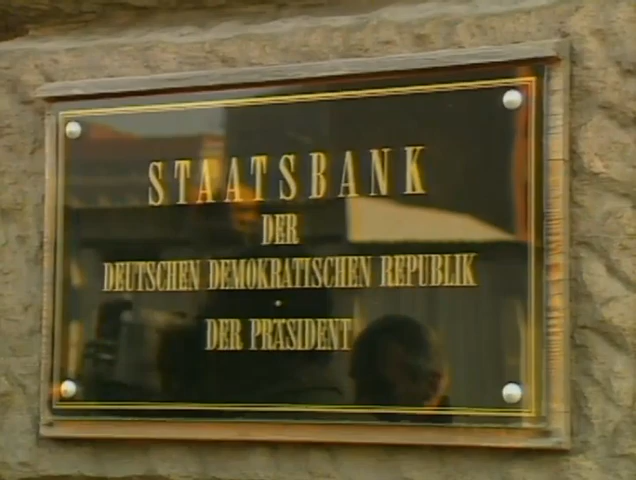 STAATSBANK
DER
DEUTSCHEN DEMOKRATISCHEN REPUBLIK
·
DER PRÄSIDENT